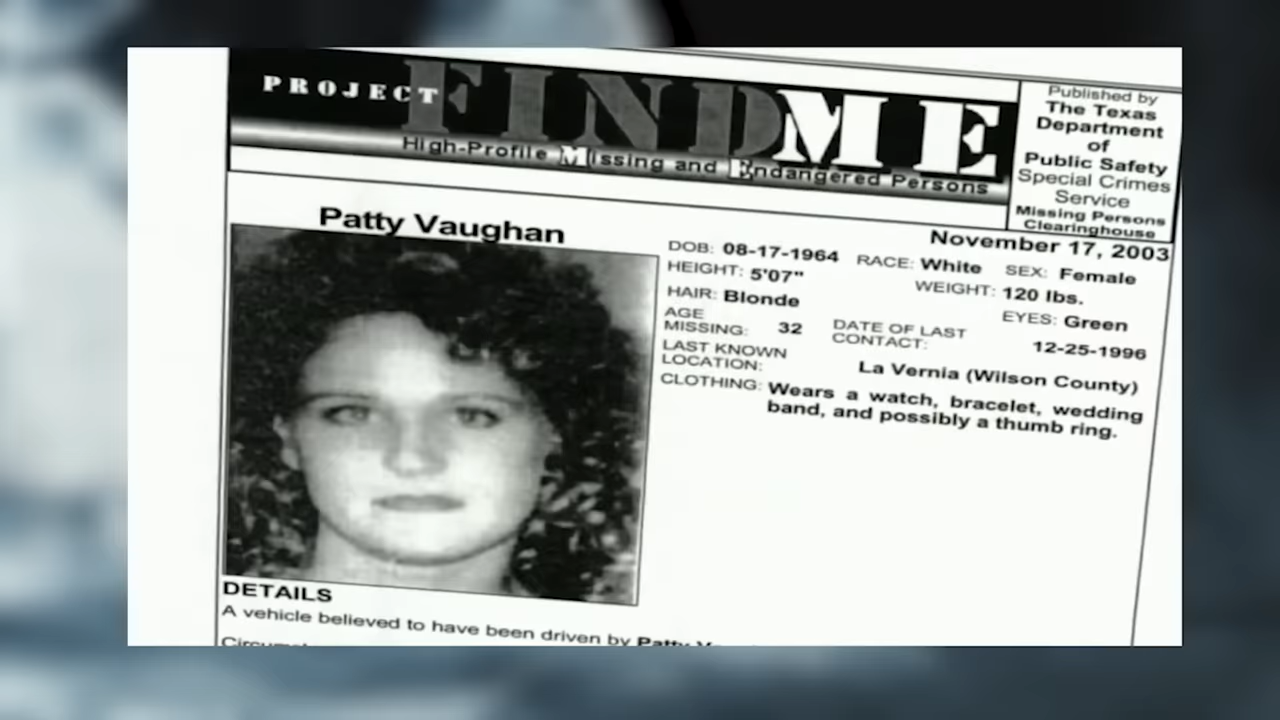 PROJECT FINDME
High-Profile Missing and Endangered Persons
Published by
The Texas
Department
of
Public Safety
Special Crimes
Service
Missing Persons
Clearinghouse
Patty Vaughan
November 17, 2003
DOB: 08-17-1964 RACE: White SEX: Female
HEIGHT: 5'07" WEIGHT: 120 lbs.
HAIR: Blonde EYES: Green
AGE
MISSING: 32 DATE OF LAST
CONTACT: 12-25-1996
LAST KNOWN
LOCATION: La Vernia (Wilson County)
CLOTHING: Wears a watch, bracelet, wedding
band, and possibly a thumb ring.
DETAILS
A vehicle believed to have been driven by Patty